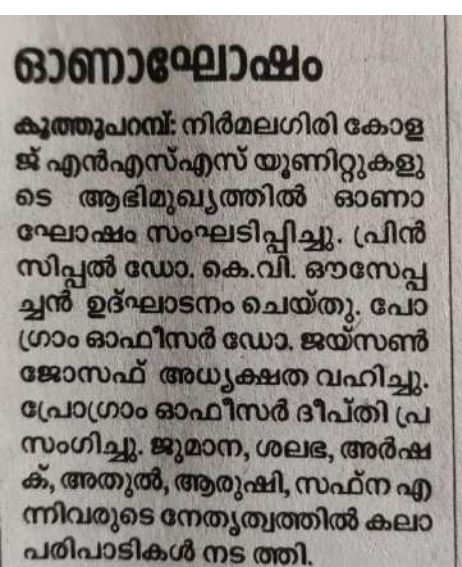 ഓണാഘോഷം
കൂത്തുപറമ്പ്: നിർമലഗിരി കോള
ജ് എൻഎസ്എസ് യൂണിറ്റുകളു
ടെ ആഭിമുഖ്യത്തിൽ ഓണാ
ഘോഷം സംഘടിപ്പിച്ചു. പ്രിൻ
സിപ്പൽ ഡോ. കെ.വി. ഔസേപ്പ
ച്ചൻ ഉദ്ഘാടനം ചെയ്തു. പോ
ഗ്രാം ഓഫീസർ ഡോ. ജയ്സൺ
ജോസഫ് അധ്യക്ഷത വഹിച്ചു.
പ്രോഗ്രാം ഓഫീസർ ദീപ്തി പ്ര
സംഗിച്ചു. ജുമാന, ശലഭ, അർഷ
ക്, അതുൽ, ആരുഷി, സഫ്ന എ
ന്നിവരുടെ നേതൃത്വത്തിൽ കലാ
പരിപാടികൾ നട ത്തി.